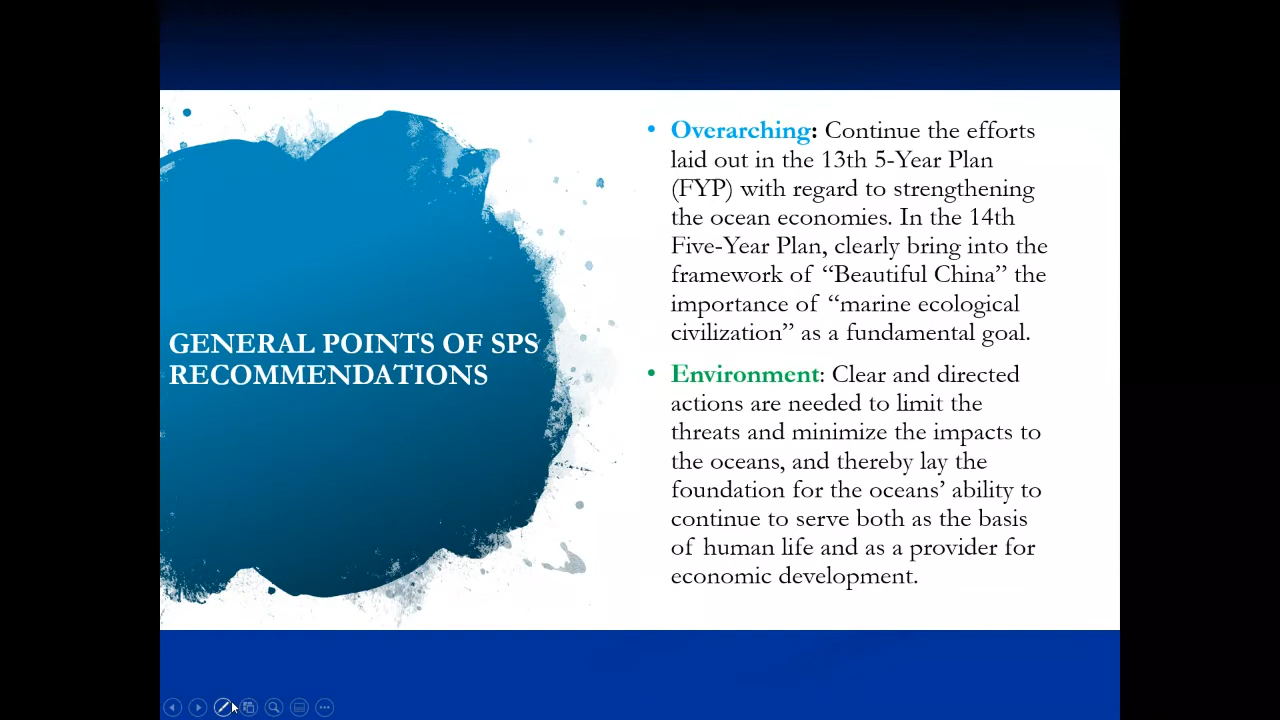 GENERAL POINTS OF SPS
RECOMMENDATIONS
• Overarching: Continue the efforts
laid out in the 13th 5-Year Plan
(FYP) with regard to strengthening
the ocean economies. In the 14th
Five-Year Plan, clearly bring into the
framework of “Beautiful China” the
importance of “marine ecological
civilization” as a fundamental goal.
• Environment: Clear and directed
actions are needed to limit the
threats and minimize the impacts to
the oceans, and thereby lay the
foundation for the oceans’ ability to
continue to serve both as the basis
of human life and as a provider for
economic development.